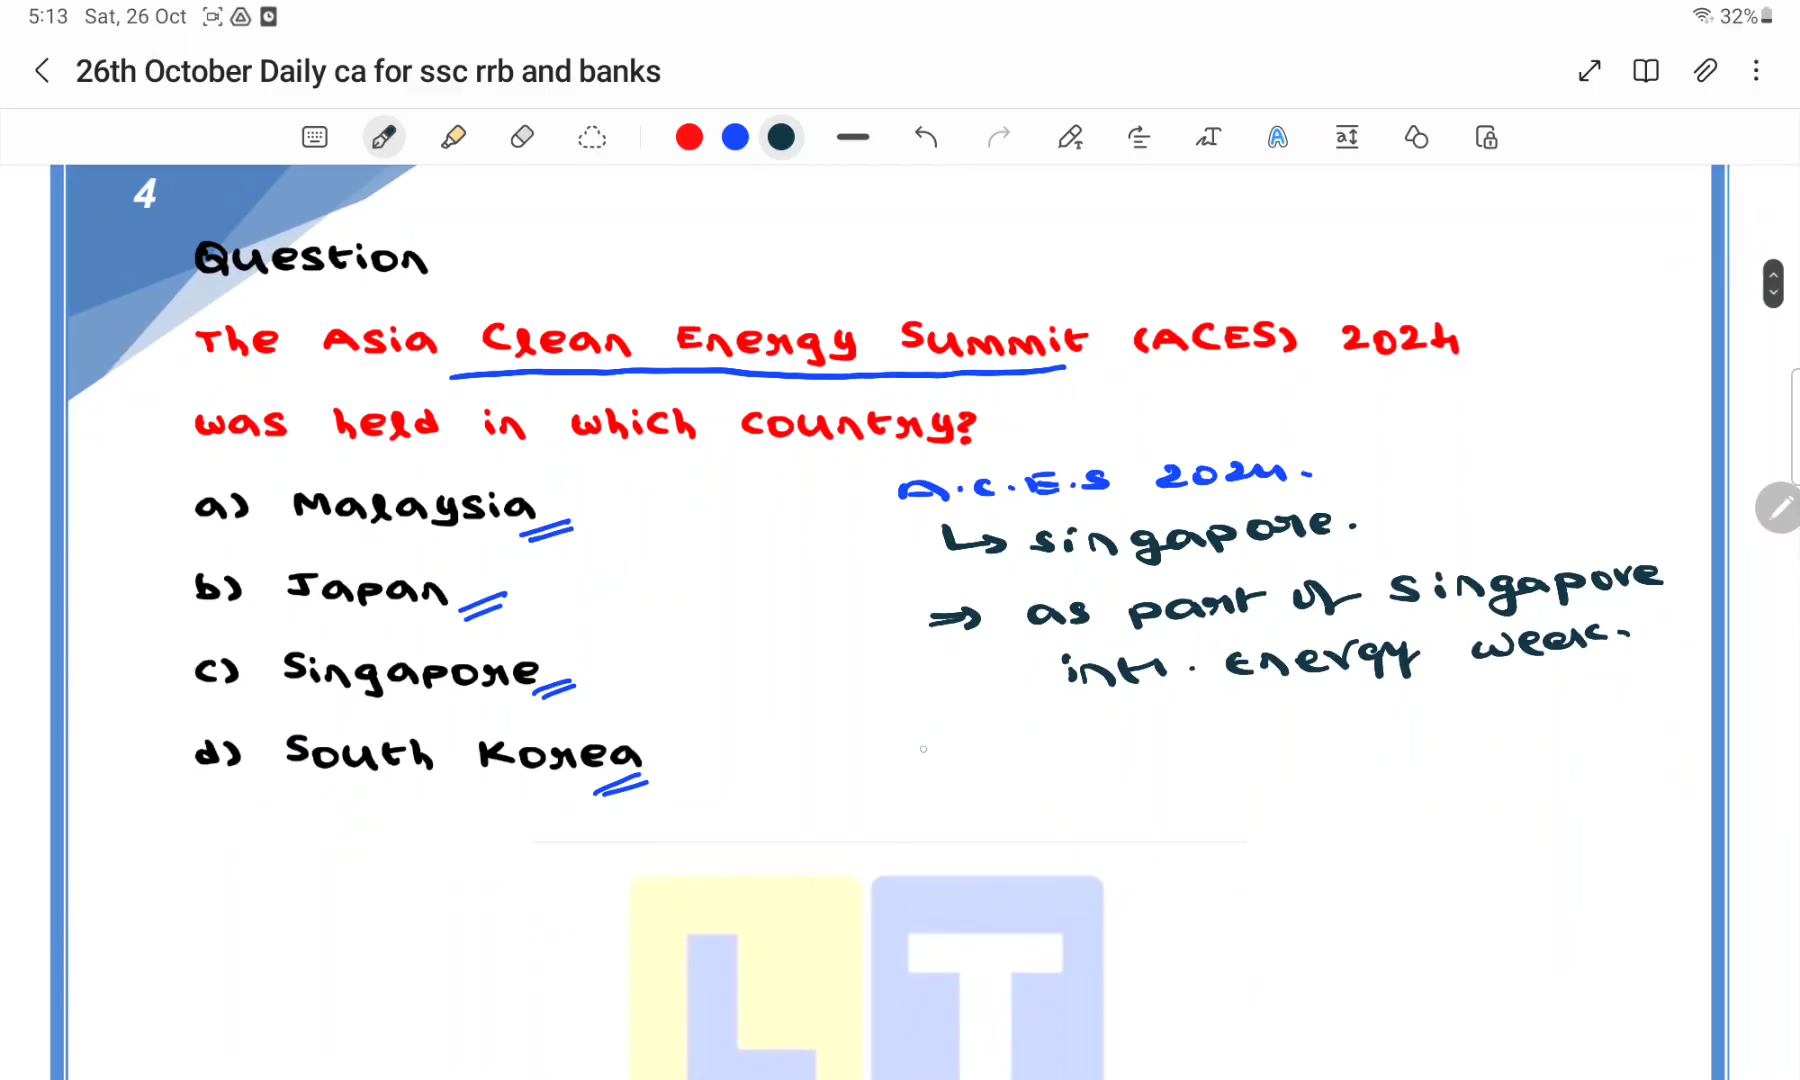 5:13 Sat, 26 Oct
32%
26th October Daily ca for ssc rrb and banks
4
Question
The Asia Clean Energy Summit (ACES) 2024
was held in which country?
a) Malaysia
b) Japan
c) Singapore
d) South Korea
A.C.E.S 2024.
↳ singapore.
⇒ as part of Singapore
intl. energy week.
L T